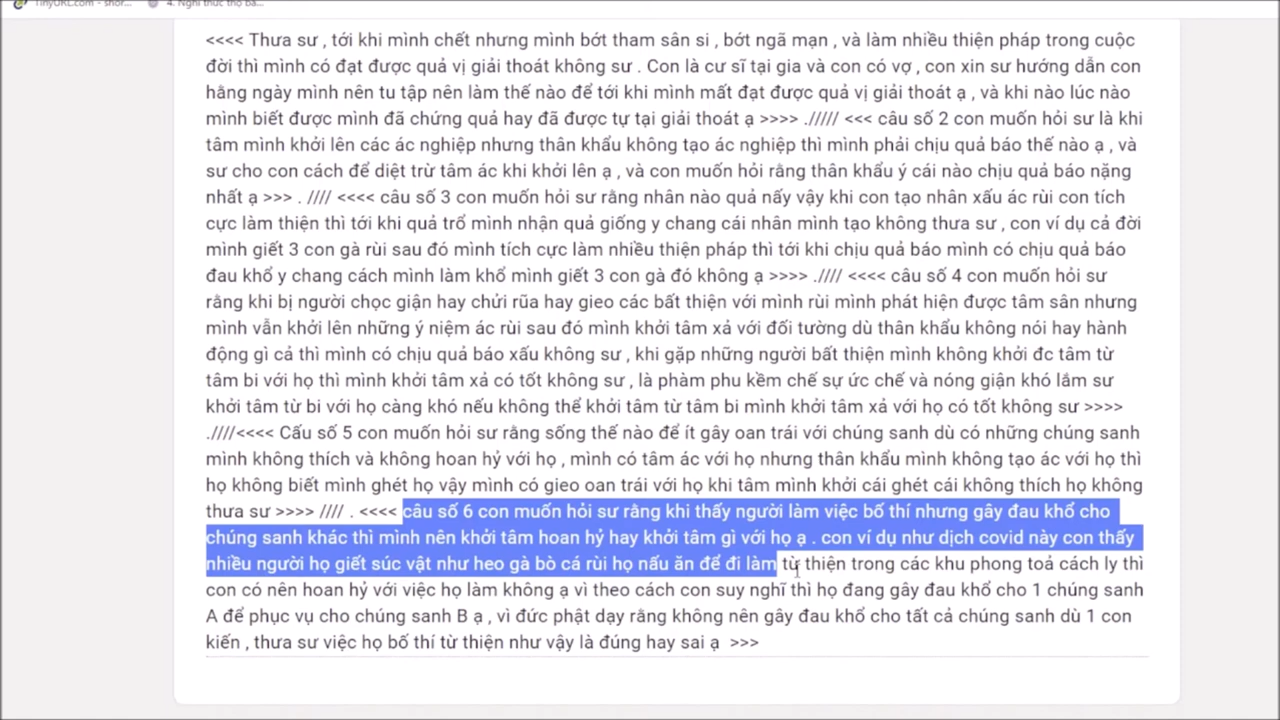 TinyURL.com - shor... 4. Nghi thức thọ bá...
<<<< Thưa sư , tới khi mình chết nhưng mình bớt tham sân si , bớt ngã mạn , và làm nhiều thiện pháp trong cuộc
đời thì mình có đạt được quả vị giải thoát không sư . Con là cư sĩ tại gia và con có vợ , con xin sư hướng dẫn con
hằng ngày mình nên tu tập nên làm thế nào để tới khi mình mất đạt được quả vị giải thoát ạ , và khi nào lúc nào
mình biết được mình đã chứng quả hay đã được tự tại giải thoát ạ >>>> .///// <<< câu số 2 con muốn hỏi sư là khi
tâm mình khởi lên các ác nghiệp nhưng thân khẩu không tạo ác nghiệp thì mình phải chịu quả báo thế nào ạ , và
sư cho con cách để diệt trừ tâm ác khi khởi lên ạ , và con muốn hỏi rằng thân khẩu ý cái nào chịu quả báo nặng
nhất ạ >>> . //// <<<< câu số 3 con muốn hỏi sư rằng nhân nào quả nấy vậy khi con tạo nhân xấu ác rùi con tích
cực làm thiện thì tới khi quả trổ mình nhận quả giống y chang cái nhân mình tạo không thưa sư , con ví dụ cả đời
mình giết 3 con gà rùi sau đó mình tích cực làm nhiều thiện pháp thì tới khi chịu quả báo mình có chịu quả báo
đau khổ y chang cách mình làm khổ mình giết 3 con gà đó không ạ >>>> .//// <<<< câu số 4 con muốn hỏi sư
rằng khi bị người chọc giận hay chửi rũa hay gieo các bất thiện với mình rùi mình phát hiện được tâm sân nhưng
mình vẫn khởi lên những ý niệm ác rùi sau đó mình khởi tâm xả với đối tường dù thân khẩu không nói hay hành
động gì cả thì mình có chịu quả báo xấu không sư , khi gặp những người bất thiện mình không khởi đc tâm từ
tâm bi với họ thì mình khởi tâm xả có tốt không sư , là phàm phu kềm chế sự ức chế và nóng giận khó lắm sư
khởi tâm từ bi với họ càng khó nếu không thể khởi tâm từ tâm bi mình khởi tâm xả với họ có tốt không sư >>>>
.////<<<< Cấu số 5 con muốn hỏi sư rằng sống thế nào để ít gây oan trái với chúng sanh dù có những chúng sanh
mình không thích và không hoan hỷ với họ , mình có tâm ác với họ nhưng thân khẩu mình không tạo ác với họ thì
họ không biết mình ghét họ vậy mình có gieo oan trái với họ khi tâm mình khởi cái ghét cái không thích họ không
thưa sư >>>> //// . <<<< câu số 6 con muốn hỏi sư rằng khi thấy người làm việc bố thí nhưng gây đau khổ cho
chúng sanh khác thì mình nên khởi tâm hoan hỷ hay khởi tâm gì với họ ạ . con ví dụ như dịch covid này con thấy
nhiều người họ giết súc vật như heo gà bò cá rùi họ nấu ăn để đi làm từ thiện trong các khu phong toả cách ly thì
con có nên hoan hỷ với việc họ làm không ạ vì theo cách con suy nghĩ thì họ đang gây đau khổ cho 1 chúng sanh
A để phục vụ cho chúng sanh B ạ , vì đức phật dạy rằng không nên gây đau khổ cho tất cả chúng sanh dù 1 con
kiến , thưa sư việc họ bố thí từ thiện như vậy là đúng hay sai ạ >>>